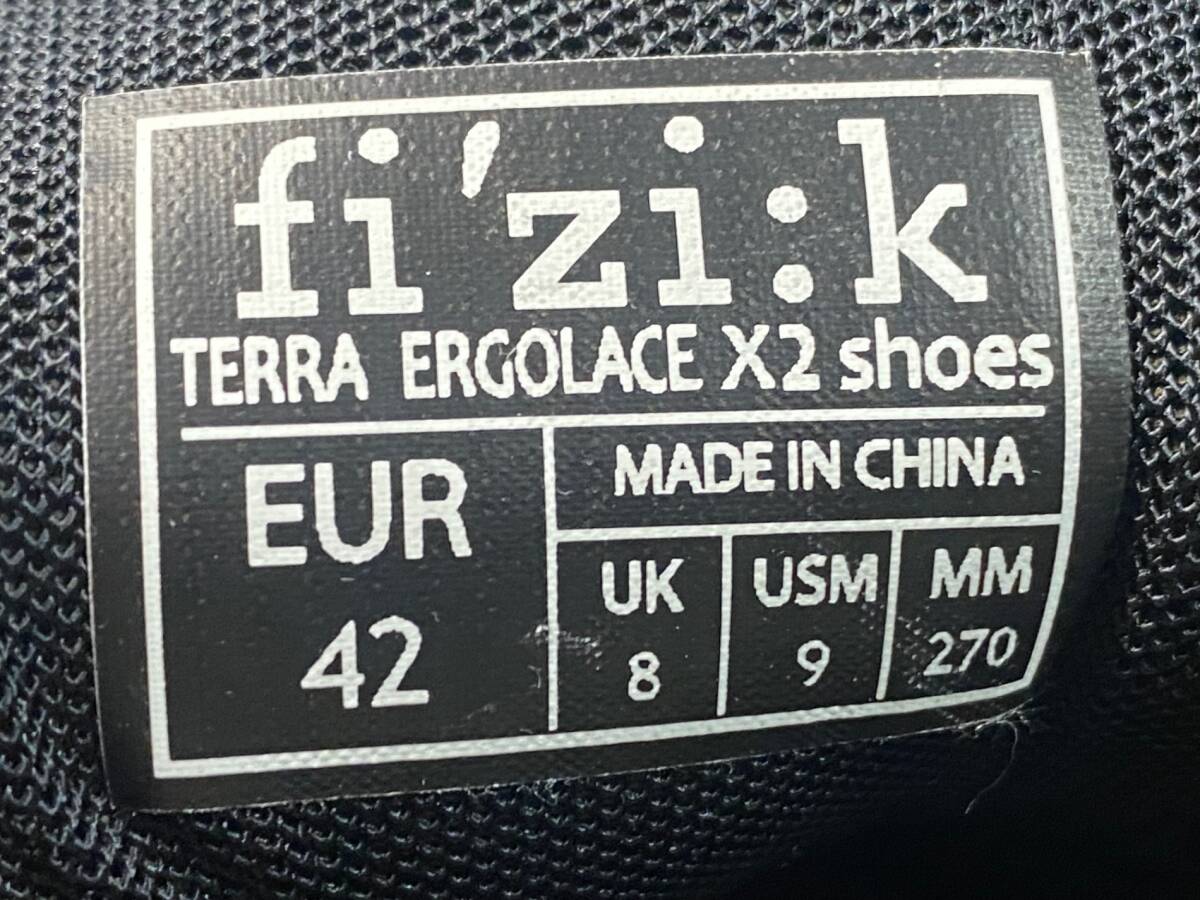 fi'zi:k
TERRA ERGOLACE X2 shoes
EUR
42
MADE IN CHINA
UK USM MM
8 9 270